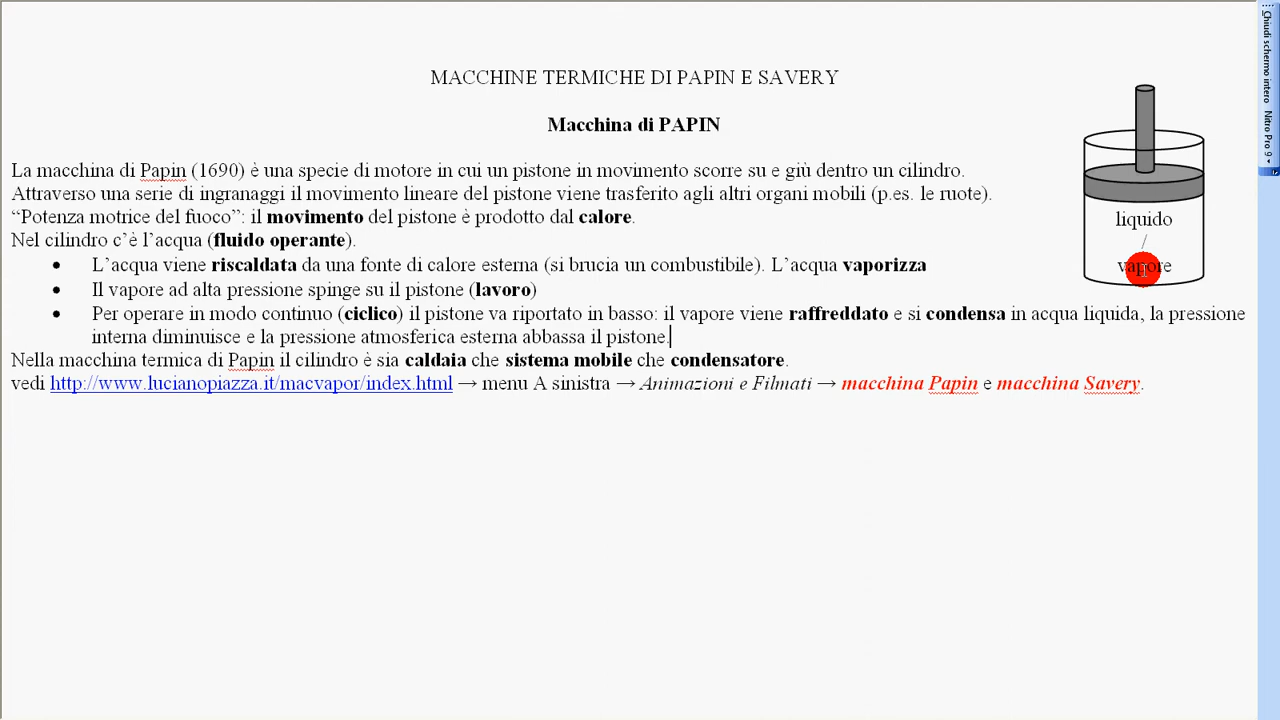 MACCHINE TERMICHE DI PAPIN E SAVERY
Macchina di PAPIN
La macchina di Papin (1690) è una specie di motore in cui un pistone in movimento scorre su e giù dentro un cilindro.
Attraverso una serie di ingranaggi il movimento lineare del pistone viene trasferito agli altri organi mobili (p.es. le ruote).
“Potenza motrice del fuoco”: il movimento del pistone è prodotto dal calore.
Nel cilindro c’è l’acqua (fluido operante).
• L’acqua viene riscaldata da una fonte di calore esterna (si brucia un combustibile). L’acqua vaporizza
• Il vapore ad alta pressione spinge su il pistone (lavoro)
• Per operare in modo continuo (ciclico) il pistone va riportato in basso: il vapore viene raffreddato e si condensa in acqua liquida, la pressione
interna diminuisce e la pressione atmosferica esterna abbassa il pistone.
Nella macchina termica di Papin il cilindro è sia caldaia che sistema mobile che condensatore.
vedi http://www.lucianopiazza.it/macvapor/index.html → menu A sinistra → Animazioni e Filmati → macchina Papin e macchina Savery.
liquido
/
vapore
Chiudi schermo intero Nitro Pro 9